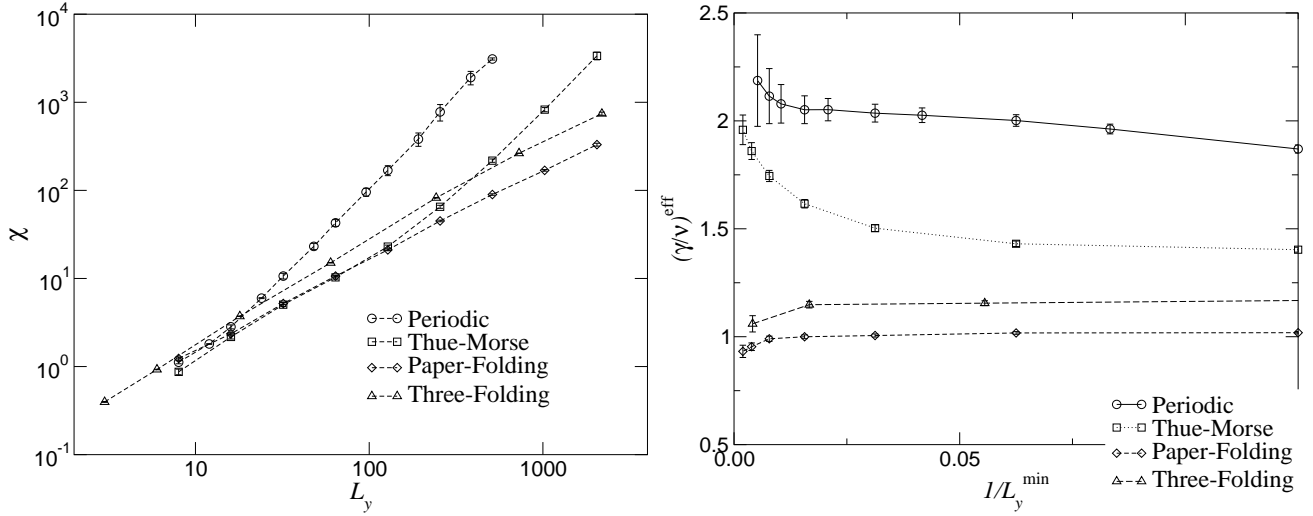 10^4
10^3
10^2
10^1
10^0
10^-1
χ
10
100
1000
L_y
Periodic
Thue-Morse
Paper-Folding
Three-Folding
2.5
2
1.5
1
0.5
(γ/ν)^eff
0.00
0.05
1/L_y^min
Periodic
Thue-Morse
Paper-Folding
Three-Folding